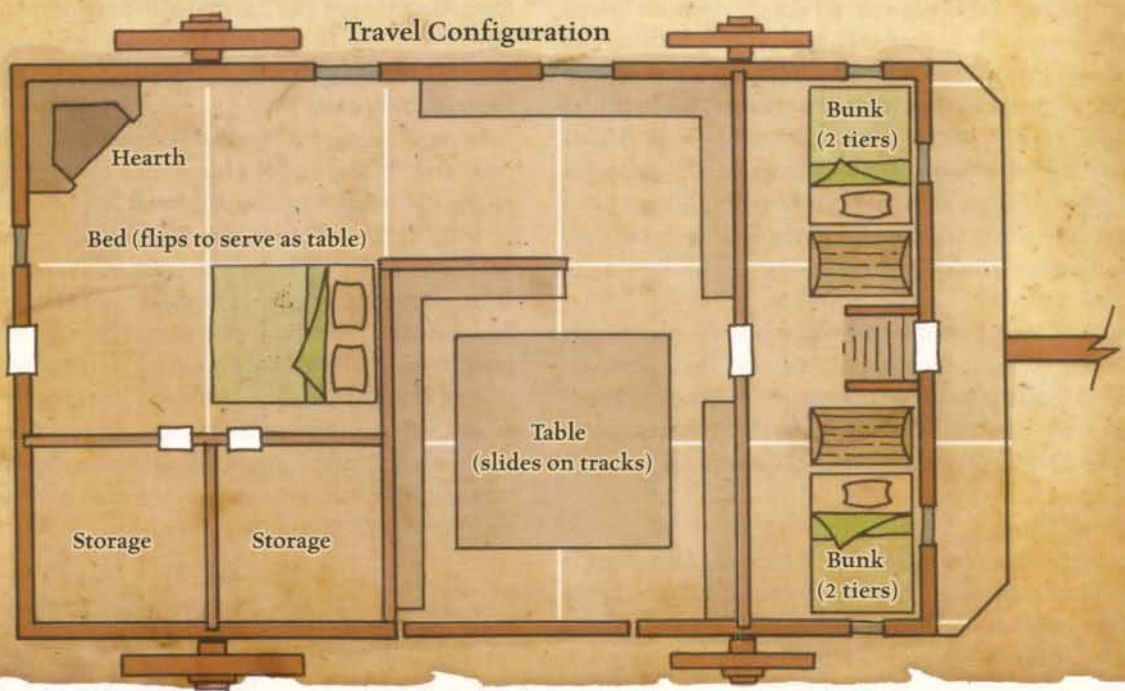 Travel Configuration
Bunk
(2 tiers)
Hearth
Bed (flips to serve as table)
Table
(slides on tracks)
Storage
Storage
Bunk
(2 tiers)